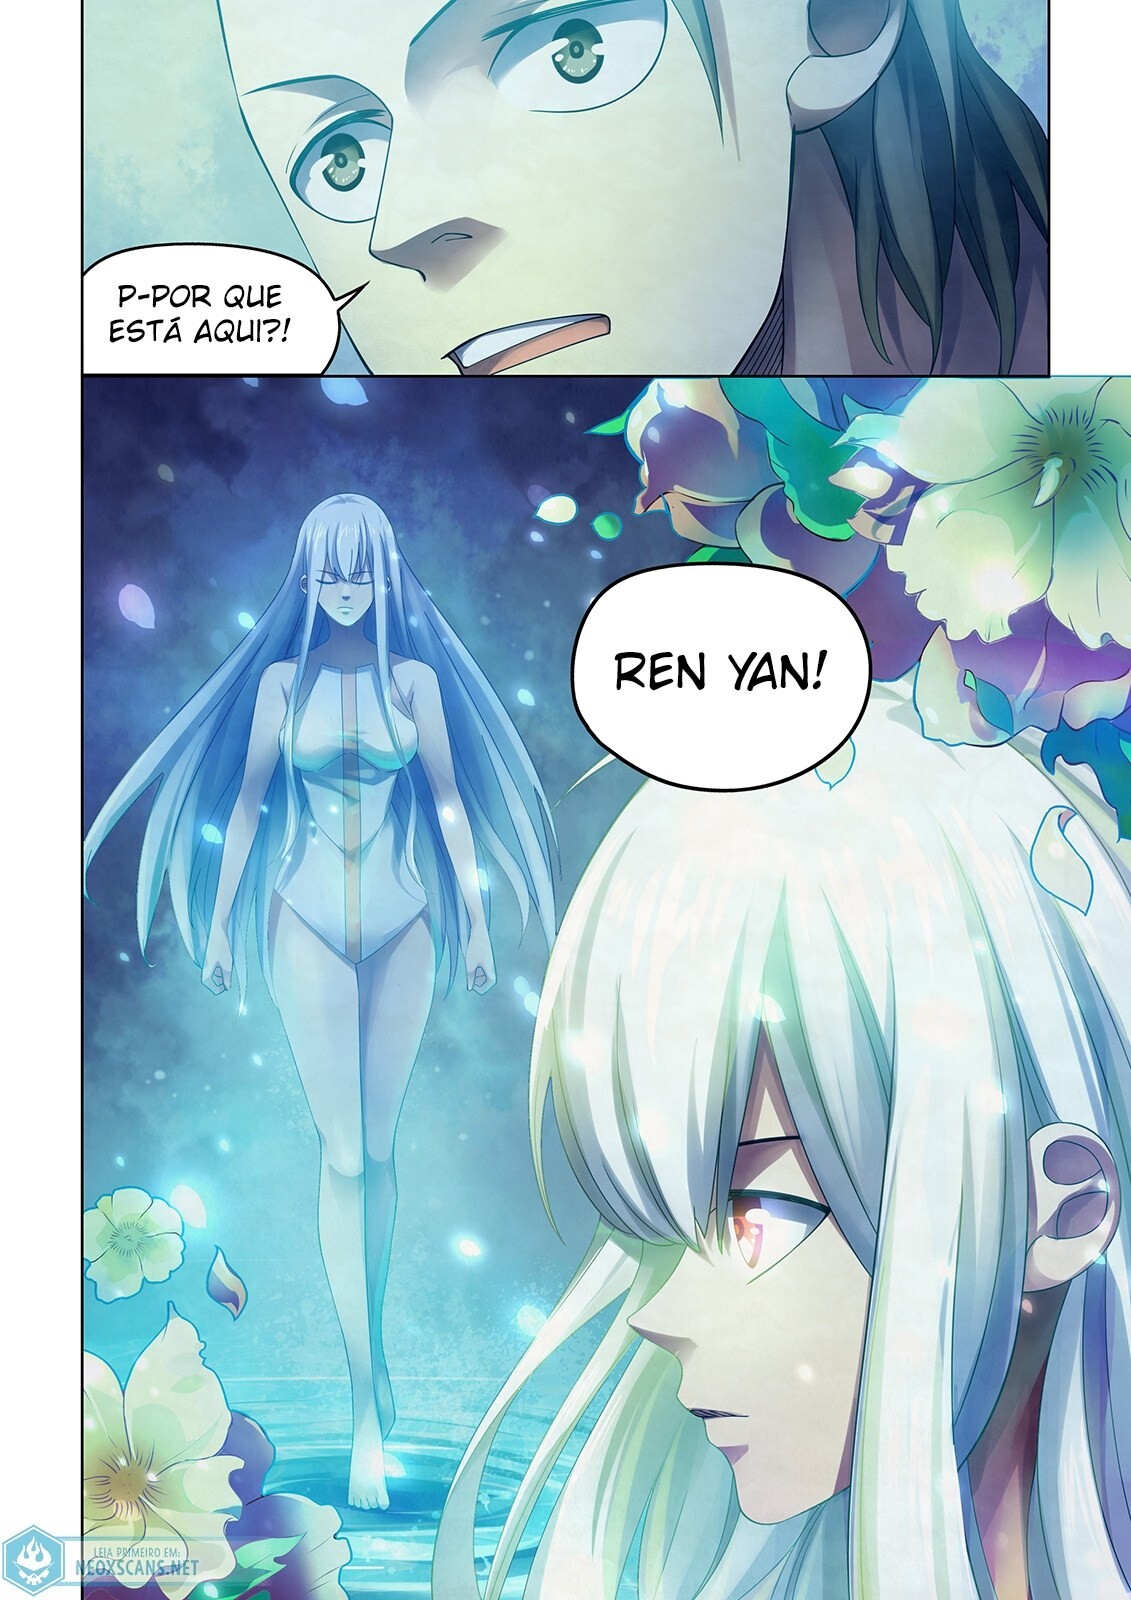 P-POR QUE
ESTÁ AQUI?!
REN YAN!
LEIA PRIMEIRO EM:
NEOXSCANS.NET